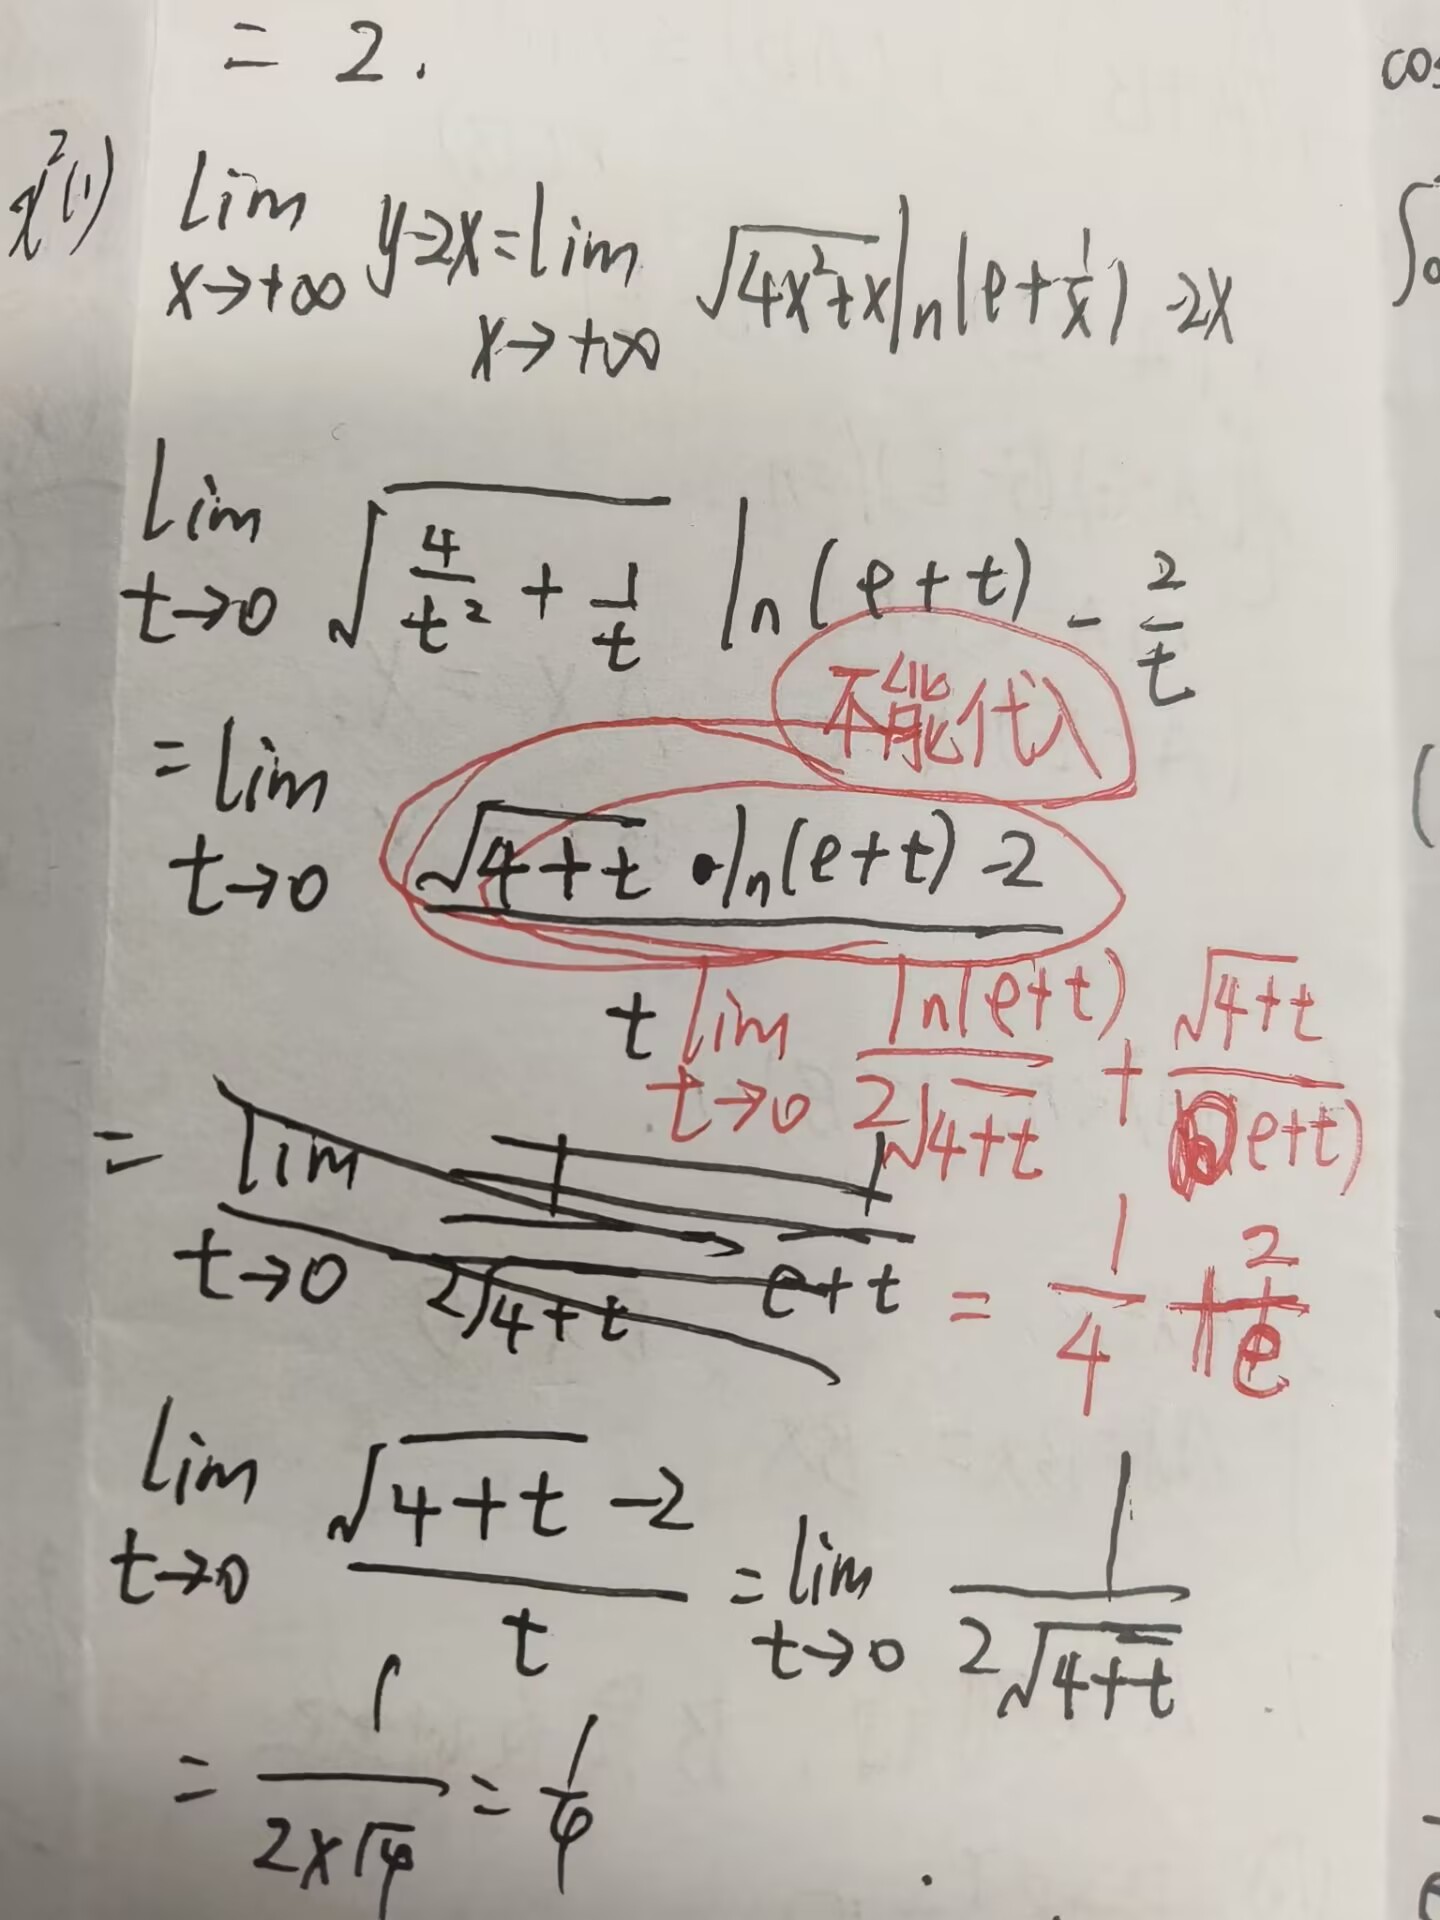 = 2.
cos
(1) lim x→+∞ y-2x = lim x→+∞ √(4x²+x) ln(e+1/x) -2x
∫0
lim t→0 √(4/t² + 1/t) ln(e+t) - 2/t
不能代入
= lim t→0 (√(4+t) · ln(e+t) -2)/t
(
lim t→0 ln(e+t)/(2√(4+t)) + √(4+t)/(e+t)
= lim t→0 1/(2√(4+t)) 1/(e+t)
= 1/4 + 2/e
lim t→0 (√(4+t) -2)/t = lim t→0 1/(2√(4+t))
= 1/(2×√4) = 1/4